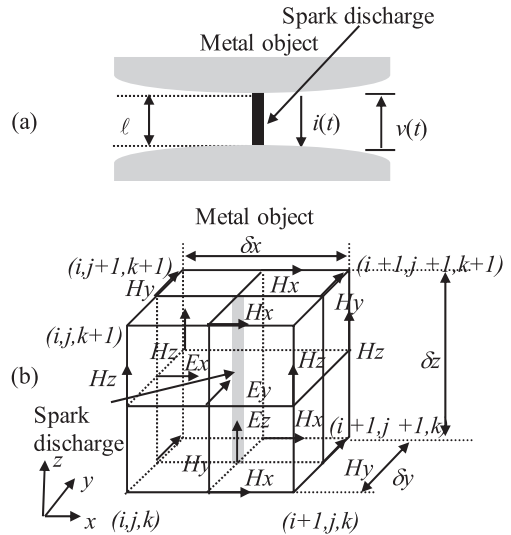 Spark discharge
Metal object
(a)
ℓ
i(t)
v(t)
Metal object
δx
(i,j+1,k+1)
(i +1,j +1,k+1)
Hx
Hy
Hy
Hx
(i,j,k+1)
Hz
Ex
Hz
Hz
δz
(b)
Hz
Ey
Spark
discharge
Ez
Hx
(i +1,j +1,k)
Hy
Hx
Hy
δy
z
y
x
(i,j,k)
(i+1,j,k)